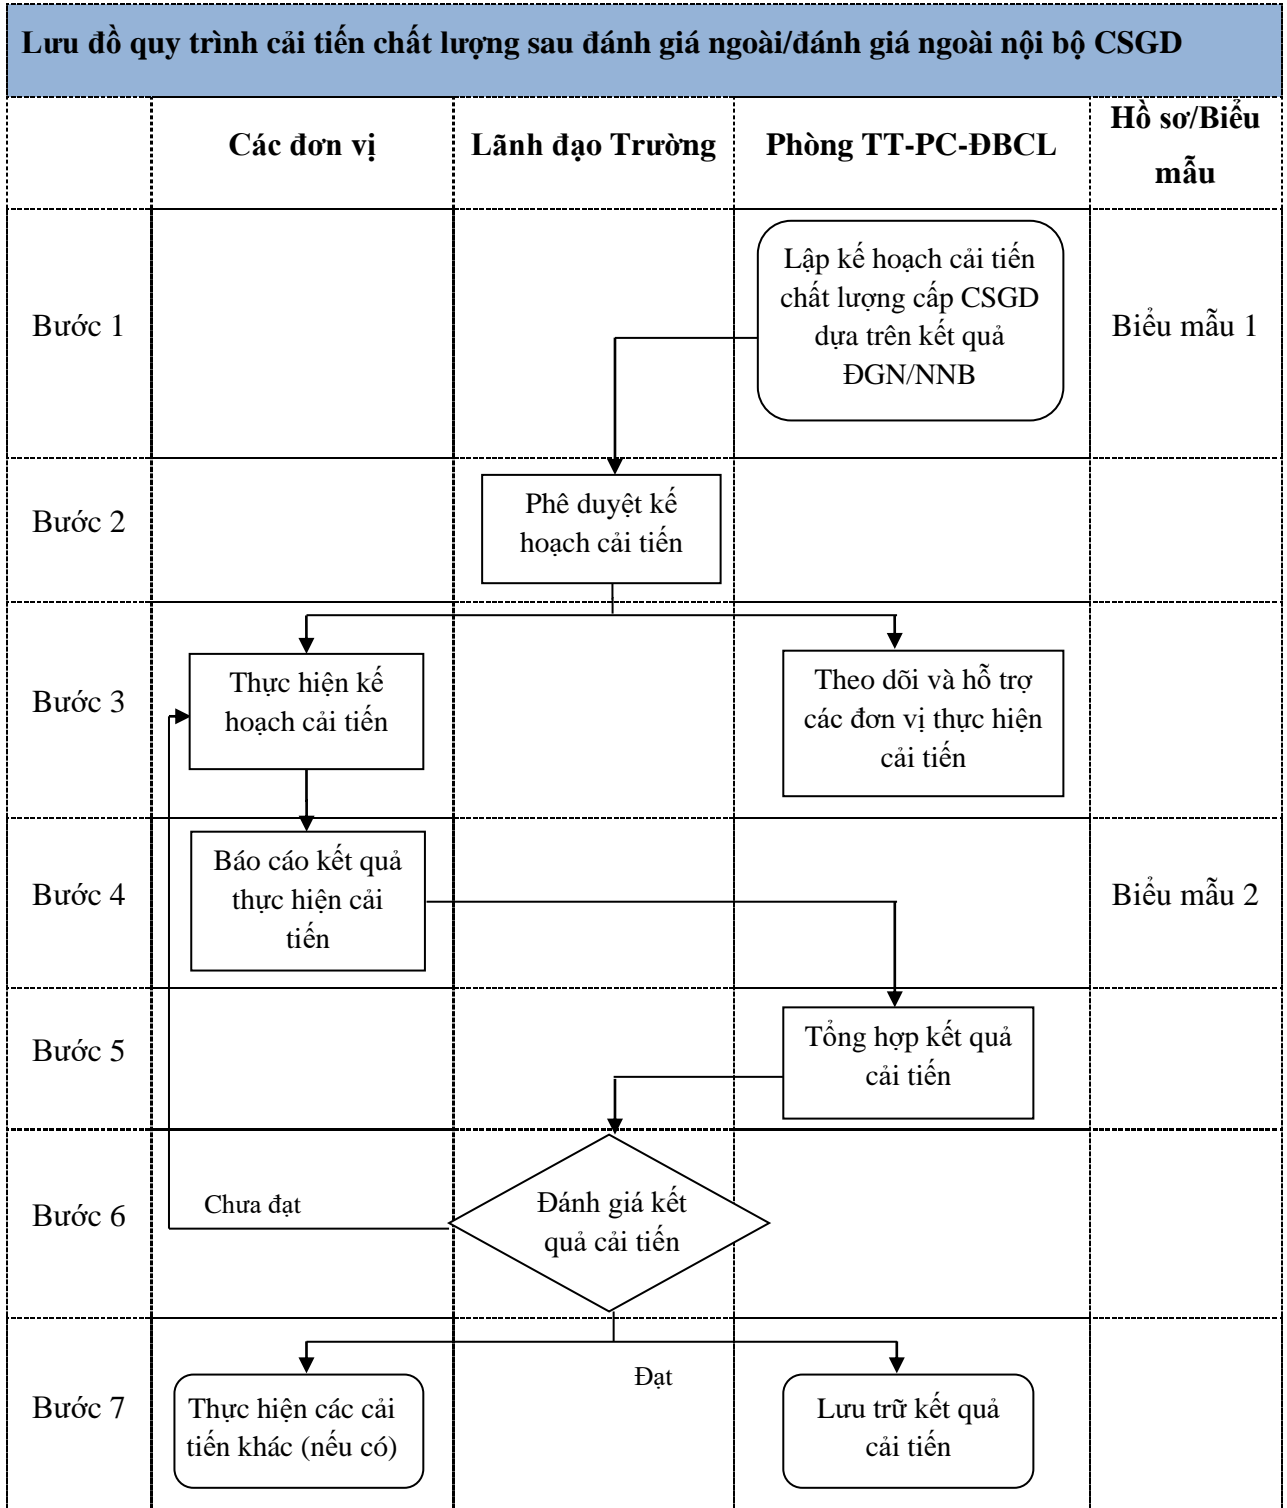 Lưu đồ quy trình cải tiến chất lượng sau đánh giá ngoài/đánh giá ngoài nội bộ CSGD
Các đơn vị
Lãnh đạo Trường
Phòng TT-PC-ĐBCL
Hồ sơ/Biểu
mẫu
Bước 1
Lập kế hoạch cải tiến
chất lượng cấp CSGD
dựa trên kết quả
ĐGN/NNB
Biểu mẫu 1
Bước 2
Phê duyệt kế
hoạch cải tiến
Bước 3
Thực hiện kế
hoạch cải tiến
Theo dõi và hỗ trợ
các đơn vị thực hiện
cải tiến
Bước 4
Báo cáo kết quả
thực hiện cải
tiến
Biểu mẫu 2
Bước 5
Tổng hợp kết quả
cải tiến
Bước 6
Chưa đạt
Đánh giá kết
quả cải tiến
Bước 7
Thực hiện các cải
tiến khác (nếu có)
Đạt
Lưu trữ kết quả
cải tiến